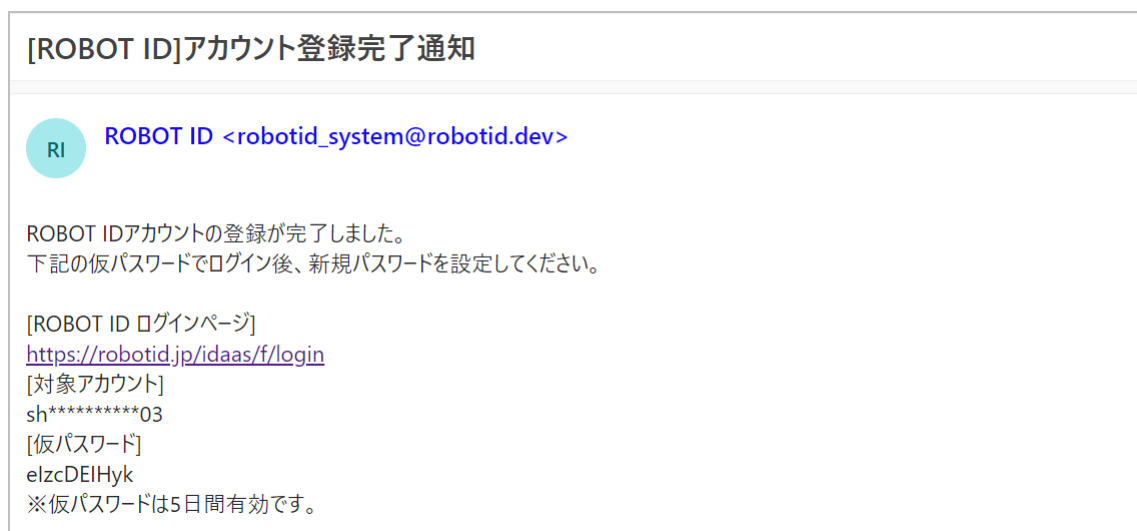 [ROBOT ID]アカウント登録完了通知
RI
ROBOT ID <robotid_system@robotid.dev>
ROBOT IDアカウントの登録が完了しました。
下記の仮パスワードでログイン後、新規パスワードを設定してください。
[ROBOT ID ログインページ]
https://robotid.jp/idaas/f/login
[対象アカウント]
sh**********03
[仮パスワード]
eIzcDEIHyk
※仮パスワードは5日間有効です。